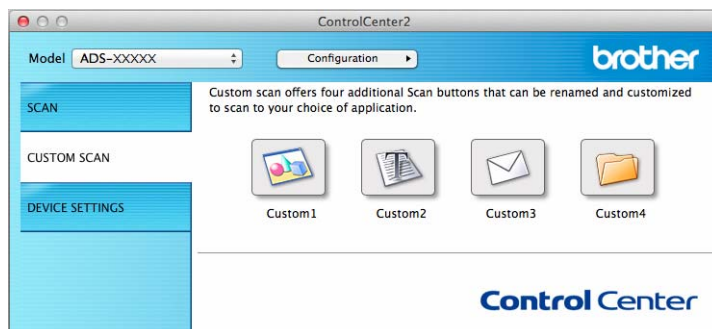 ControlCenter2
Model ADS-XXXXX Configuration brother
SCAN
CUSTOM SCAN
DEVICE SETTINGS
Custom scan offers four additional Scan buttons that can be renamed and customized
to scan to your choice of application.
Custom1 Custom2 Custom3 Custom4
Control Center